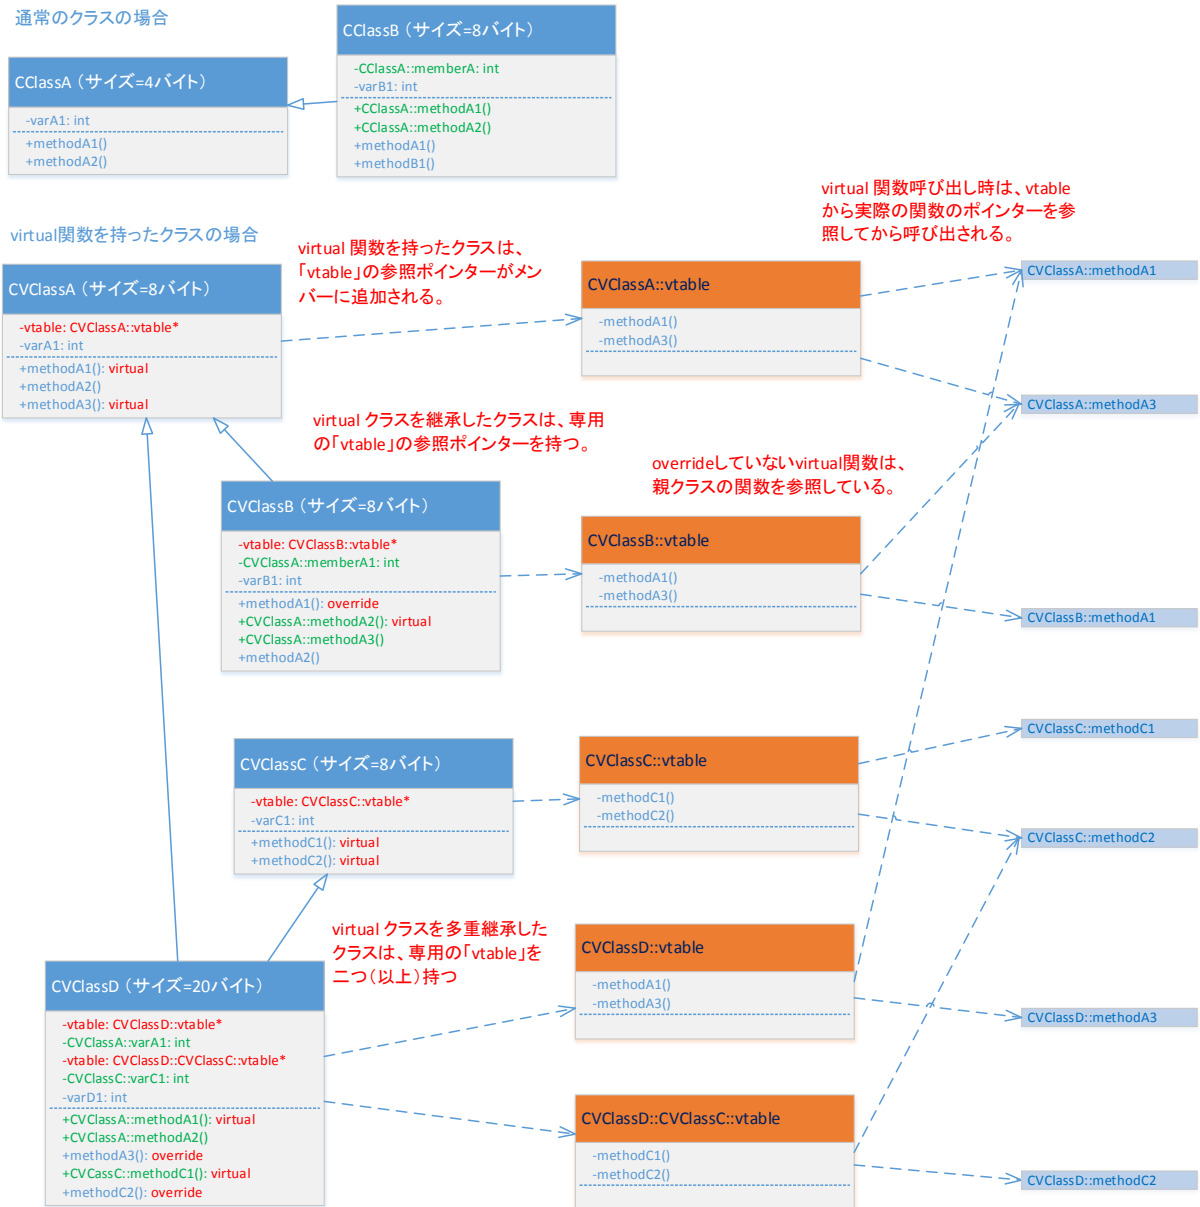 通常のクラスの場合
CClassA（サイズ=4バイト）
-varA1: int
+methodA1()
+methodA2()
CClassB（サイズ=8バイト）
-CClassA::memberA: int
-varB1: int
+CClassA::methodA1()
+CClassA::methodA2()
+methodA1()
+methodB1()
virtual関数を持ったクラスの場合
virtual 関数を持ったクラスは、
「vtable」の参照ポインターがメン
バーに追加される。
virtual 関数呼び出し時は、vtable
から実際の関数のポインターを参
照してから呼び出される。
CVClassA（サイズ=8バイト）
-vtable: CVClassA::vtable*
-varA1: int
+methodA1(): virtual
+methodA2()
+methodA3(): virtual
CVClassA::vtable
-methodA1()
-methodA3()
CVClassA::methodA1
CVClassA::methodA3
virtual クラスを継承したクラスは、専用
の「vtable」の参照ポインターを持つ。
overrideしていないvirtual関数は、
親クラスの関数を参照している。
CVClassB（サイズ=8バイト）
-vtable: CVClassB::vtable*
-CVClassA::memberA1: int
-varB1: int
+methodA1(): override
+CVClassA::methodA2(): virtual
+CVClassA::methodA3()
+methodA2()
CVClassB::vtable
-methodA1()
-methodA3()
CVClassB::methodA1
CVClassC（サイズ=8バイト）
-vtable: CVClassC::vtable*
-varC1: int
+methodC1(): virtual
+methodC2(): virtual
CVClassC::vtable
-methodC1()
-methodC2()
CVClassC::methodC1
CVClassC::methodC2
virtual クラスを多重継承した
クラスは、専用の「vtable」を
二つ（以上）持つ
CVClassD（サイズ=20バイト）
-vtable: CVClassD::vtable*
-CVClassA::varA1: int
-vtable: CVClassD::CVClassC::vtable*
-CVClassC::varC1: int
-varD1: int
+CVClassA::methodA1(): virtual
+CVClassA::methodA2()
+methodA3(): override
+CVCassC::methodC1(): virtual
+methodC2(): override
CVClassD::vtable
-methodA1()
-methodA3()
CVClassD::methodA3
CVClassD::CVClassC::vtable
-methodC1()
-methodC2()
CVClassD::methodC2